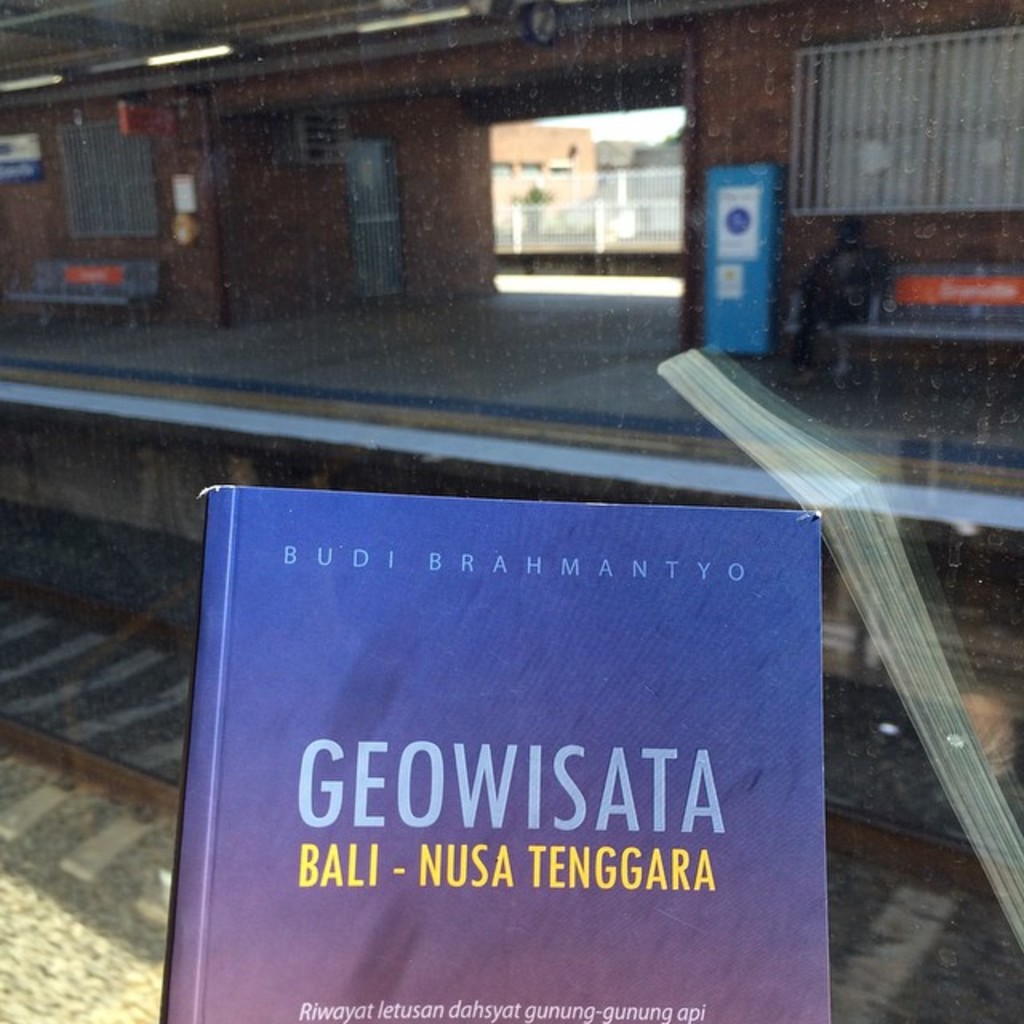 BUDI BRAHMANTYO
GEOWISATA
BALI - NUSA TENGGARA
Riwayat letusan dahsyat gunung-gunung api